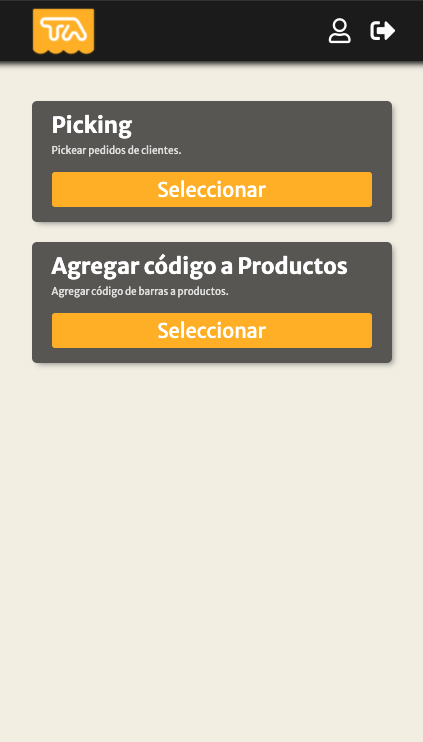 TA
Picking
Pickear pedidos de clientes.
Seleccionar
Agregar código a Productos
Agregar código de barras a productos.
Seleccionar